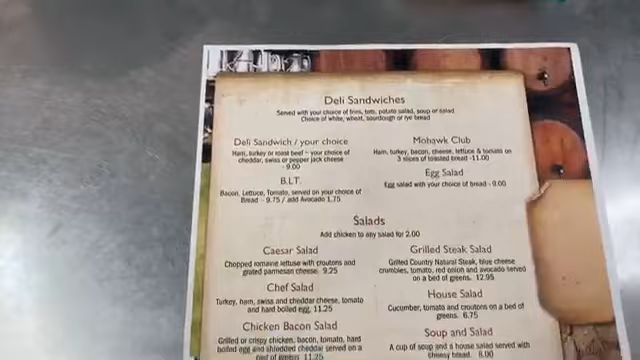 Deli Sandwiches
Served with your choice of fries, tots, potato salad, soup or salad
Choice of white, wheat, sourdough or rye bread
Deli Sandwich / your choice
Ham, turkey or roast beef - your choice of
cheddar, swiss or pepper jack cheese
- 9.00
B.L.T.
Bacon, Lettuce, Tomato, served on your choice of
Bread - 9.75 / add Avocado 1.75
Mohawk Club
Ham, turkey, bacon, cheese, lettuce & tomato on
3 slices of toasted bread -11.00
Egg Salad
Egg salad with your choice of bread - 9.00
Salads
Add chicken to any salad for 2.00
Caesar Salad
Chopped romaine lettuse with croutons and
grated parmesan cheese. 9.25
Chef Salad
Turkey, ham, swiss and cheddar cheese, tomato
and hard boiled egg. 11.25
Chicken Bacon Salad
Grilled or crispy chicken, bacon, tomato, hard
boiled egg and shredded cheddar served on a
bed of greens 11.25
Grilled Steak Salad
Grilled Country Natural Steak, blue cheese
crumbles, tomato, red onion and avocado served
on a bed of greens. 12.95
House Salad
Cucumber, tomato and croutons on a bed of
greens. 6.75
Soup and Salad
A cup of soup and a house salad served with
cheesy bread. 8.00